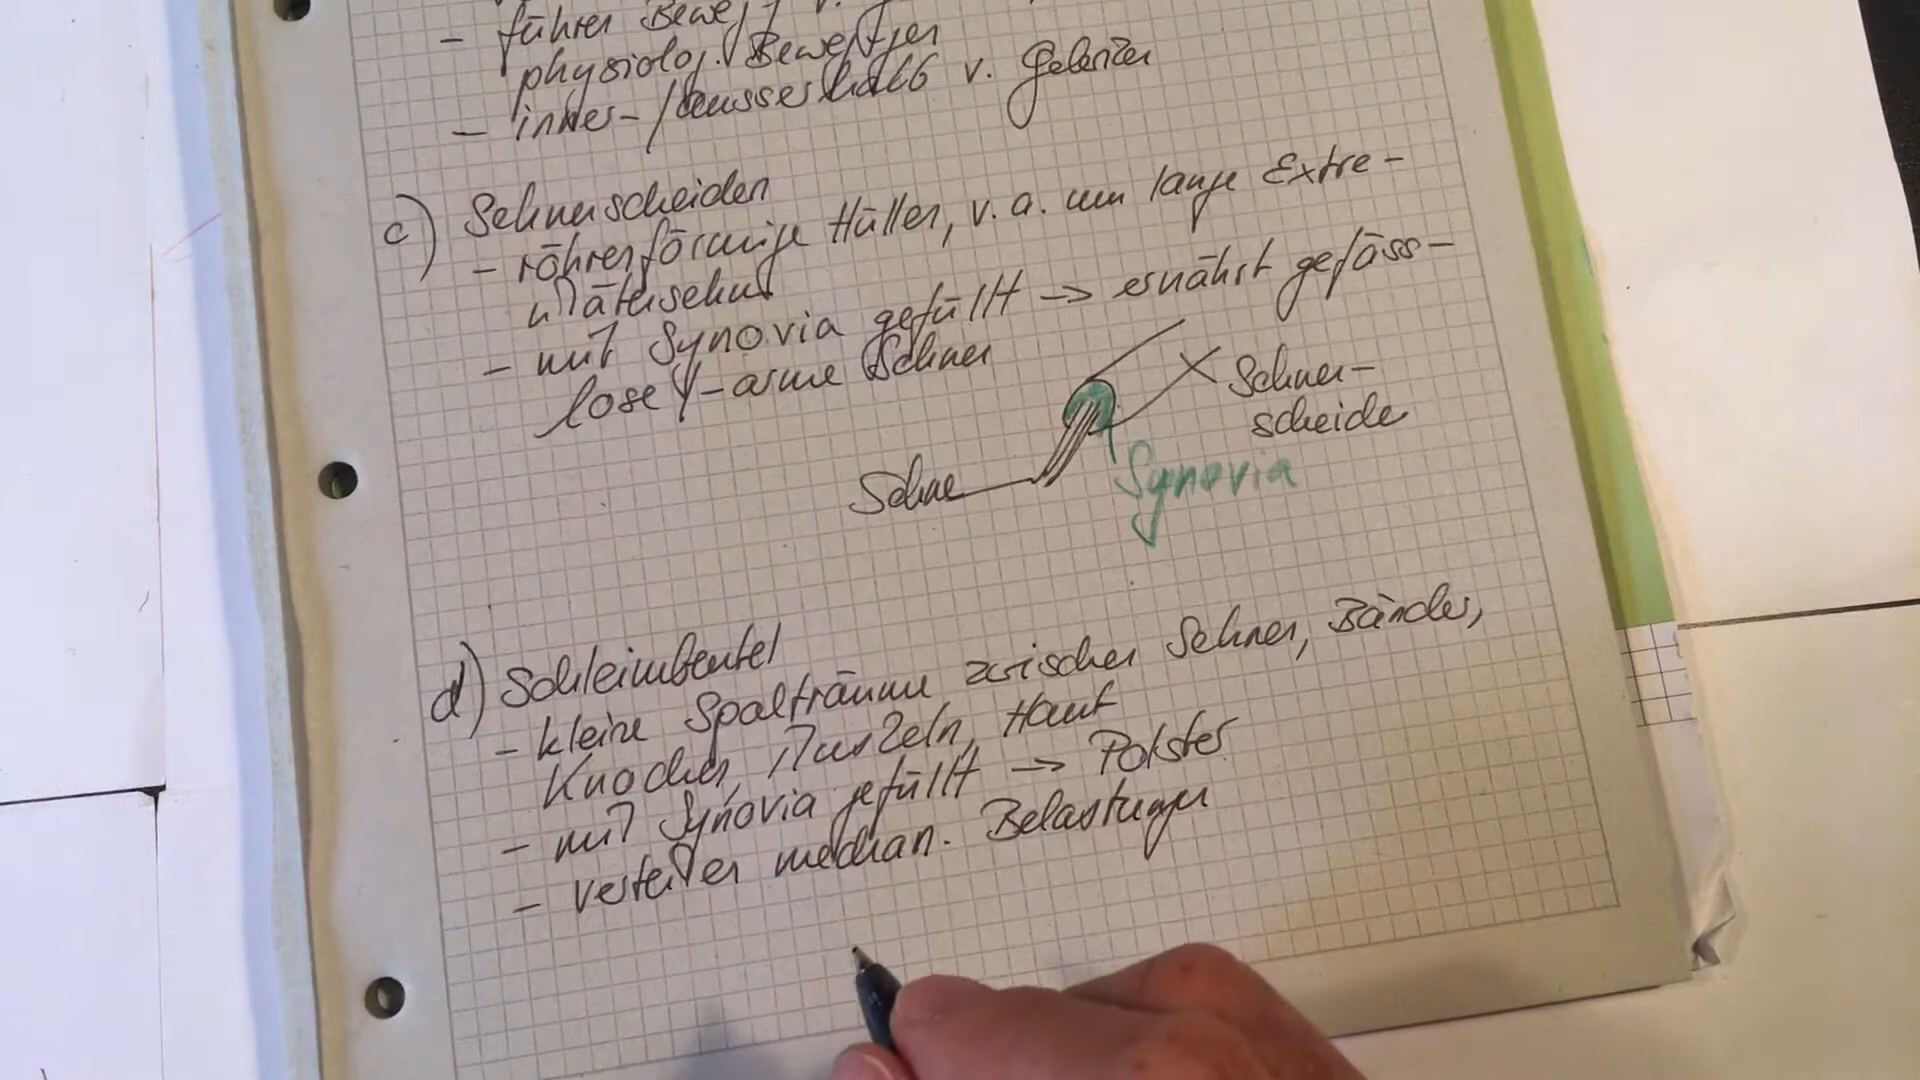 - führen Beweg v.
physiolog. Bewegungen
- inner-/ausserhalb v. Gelenken
c) Sehnenscheiden
- röhrenförmige Hüllen, v.a. um lange Extre-
mitätensehnen
- mit Synovia gefüllt → ernährt gefäss-
lose/-arme Sehnen
Sehnen-
scheide
Synovia
Sehne
d) Schleimbeutel
- kleine Spalträume zwischen Sehnen, Bänder,
Knochen, Muskeln, Haut
- mit Synovia gefüllt → Polster
- verteilen mechan. Belastungen